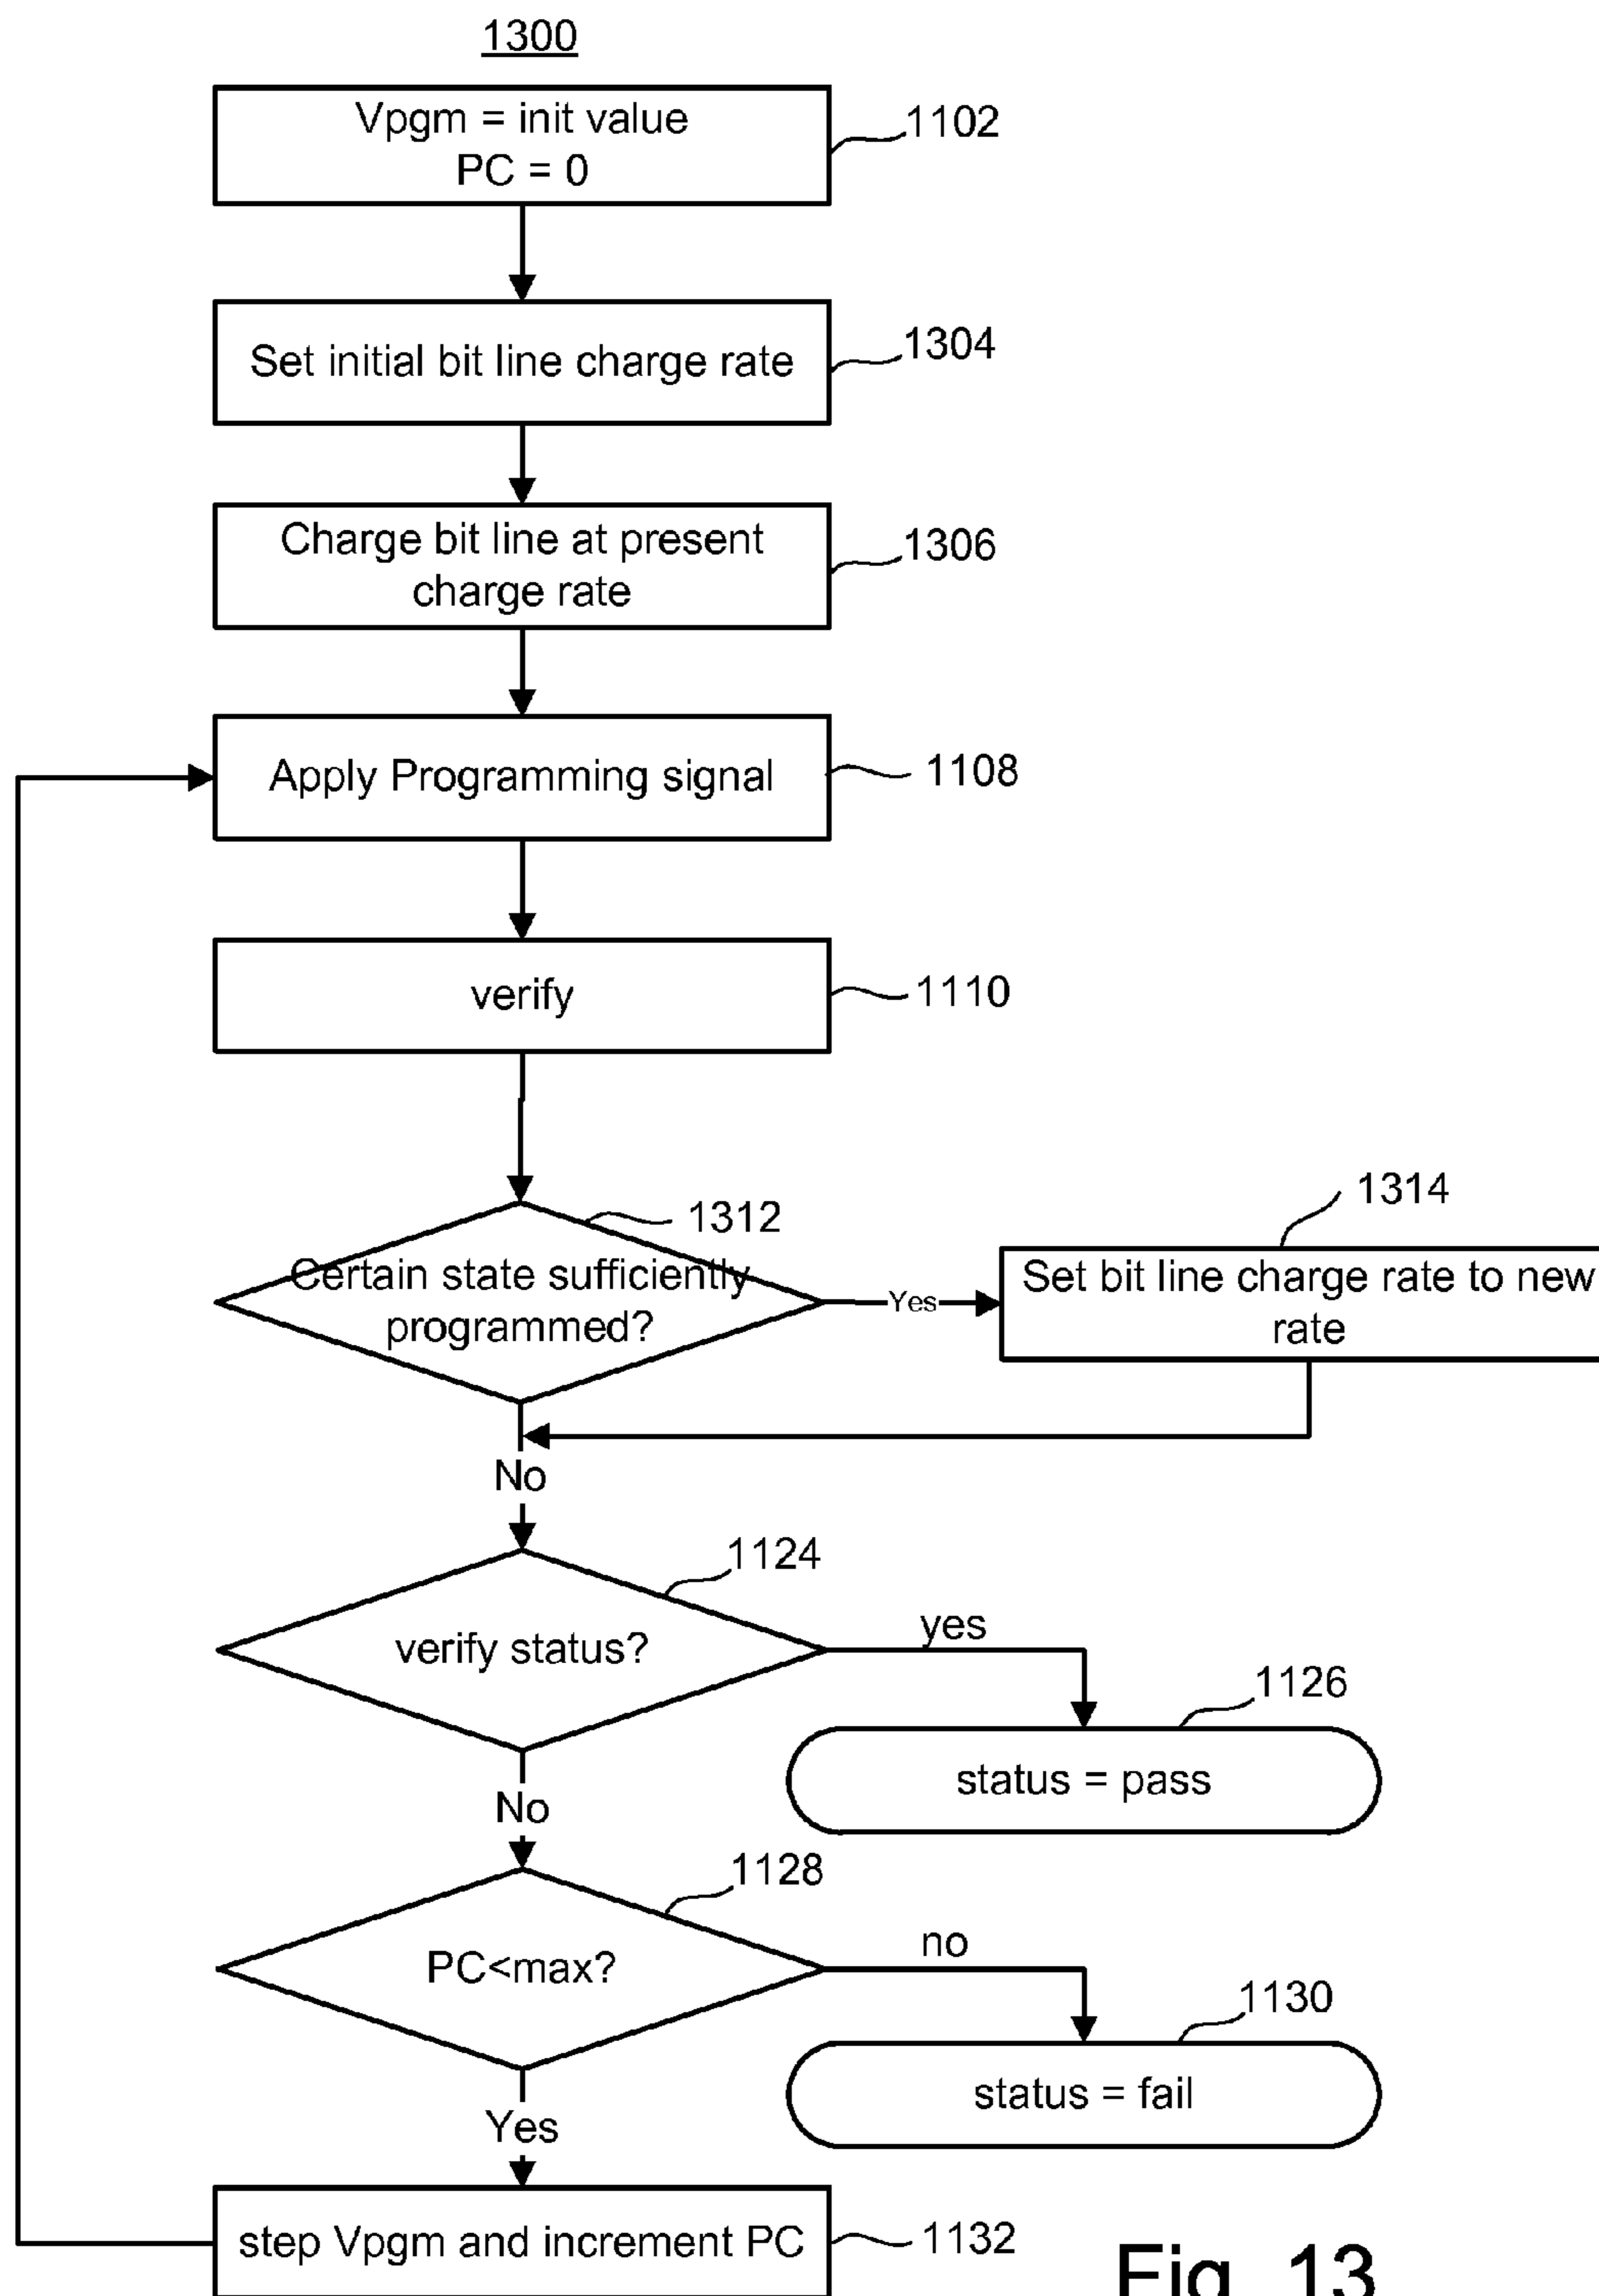 1300
Vpgm = init value
PC = 0
1102
Set initial bit line charge rate
1304
Charge bit line at present
charge rate
1306
Apply Programming signal
1108
verify
1110
1312
Certain state sufficiently
programmed?
Yes
1314
Set bit line charge rate to new
rate
No
1124
verify status?
yes
1126
status = pass
No
1128
PC<max?
no
1130
status = fail
Yes
step Vpgm and increment PC
1132
Fig. 13